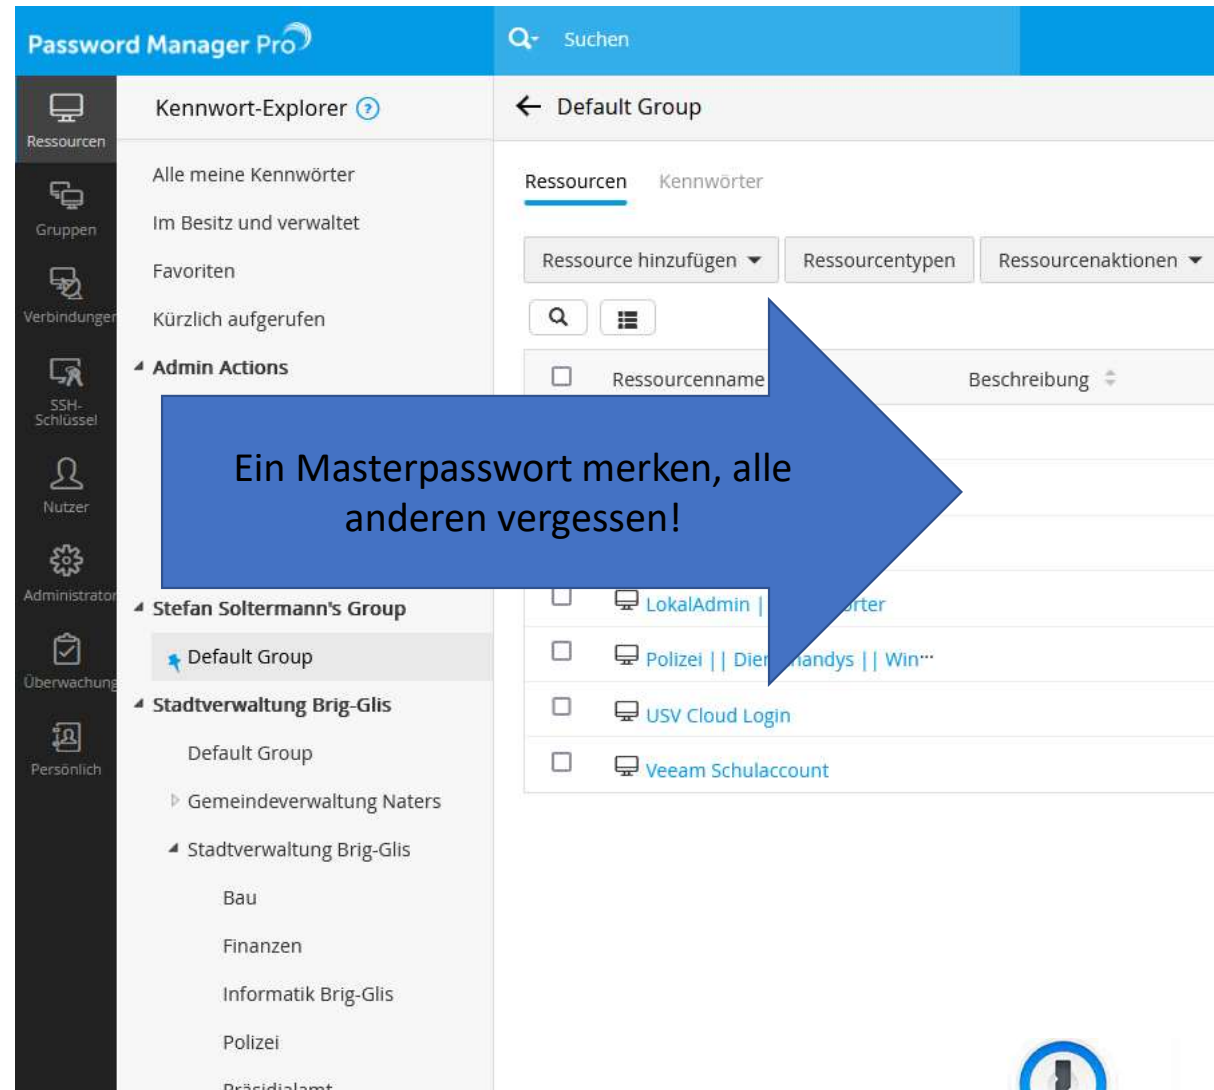 Password Manager Pro
Suchen
Ressourcen
Gruppen
Verbindunger
SSH-
Schlüssel
Nutzer
Administrator
Überwachung
Persönlich
Kennwort-Explorer ?
Alle meine Kennwörter
Im Besitz und verwaltet
Favoriten
Kürzlich aufgerufen
Admin Actions
Stefan Soltermann's Group
Default Group
Stadtverwaltung Brig-Glis
Default Group
Gemeindeverwaltung Naters
Stadtverwaltung Brig-Glis
Bau
Finanzen
Informatik Brig-Glis
Polizei
Präsidialamt
← Default Group
Ressourcen Kennwörter
Ressource hinzufügen Ressourcentypen Ressourcenaktionen
Ressourcenname Beschreibung
Ein Masterpasswort merken, alle
anderen vergessen!
LokalAdmin |
Polizei || Dien handys || Win...
USV Cloud Login
Veeam Schulaccount